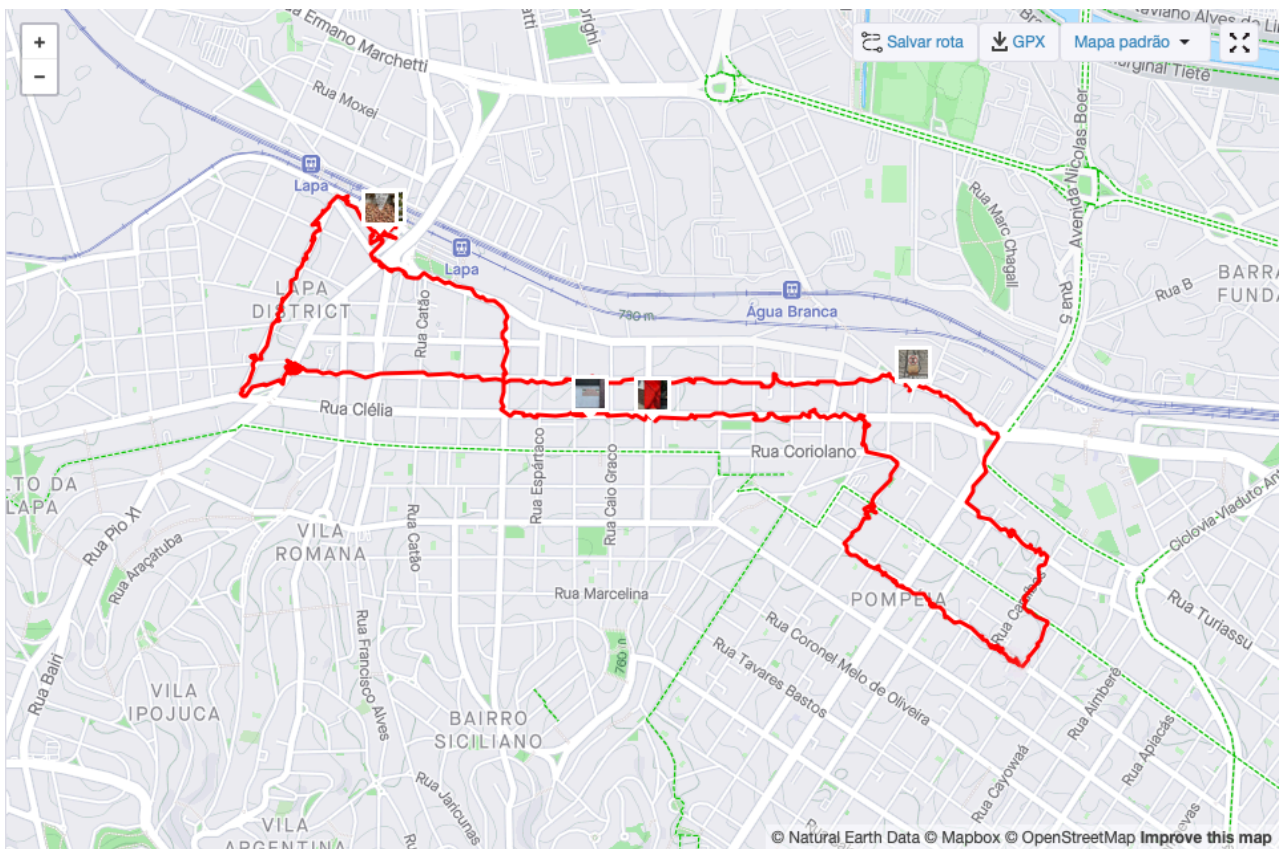 +
−
Salvar rota
GPX
Mapa padrão
Rua Ermano Marchetti
Marginal Tietê
Rua Moxei
Avenida Nicolas Boer
Lapa
Rua Marc Chagall
Lapa
BARRA
FUNDA
LAPA
DISTRICT
Rua Catão
Rua B
Rua 5
Água Branca
780 m
Rua Clélia
Rua Coriolano
Rua Espártaco
Rua Caio Graco
ALTO DA
LAPA
Rua Pio XI
VILA
ROMANA
Rua Catão
Ciclovia Viaduto Ant
Rua Araçatuba
Rua Marcelina
POMPEIA
Rua Caraíbas
Rua Turiassu
Rua Francisco Alves
Rua Coronel Melo de Oliveira
Rua Tavares Bastos
760 m
Rua Bairi
VILA
IPOJUCA
Rua Aimberê
Rua Apiacás
BAIRRO
SICILIANO
Rua Cayowaá
Rua Jaricunas
VILA
ARGENTINA
© Natural Earth Data © Mapbox © OpenStreetMap Improve this map